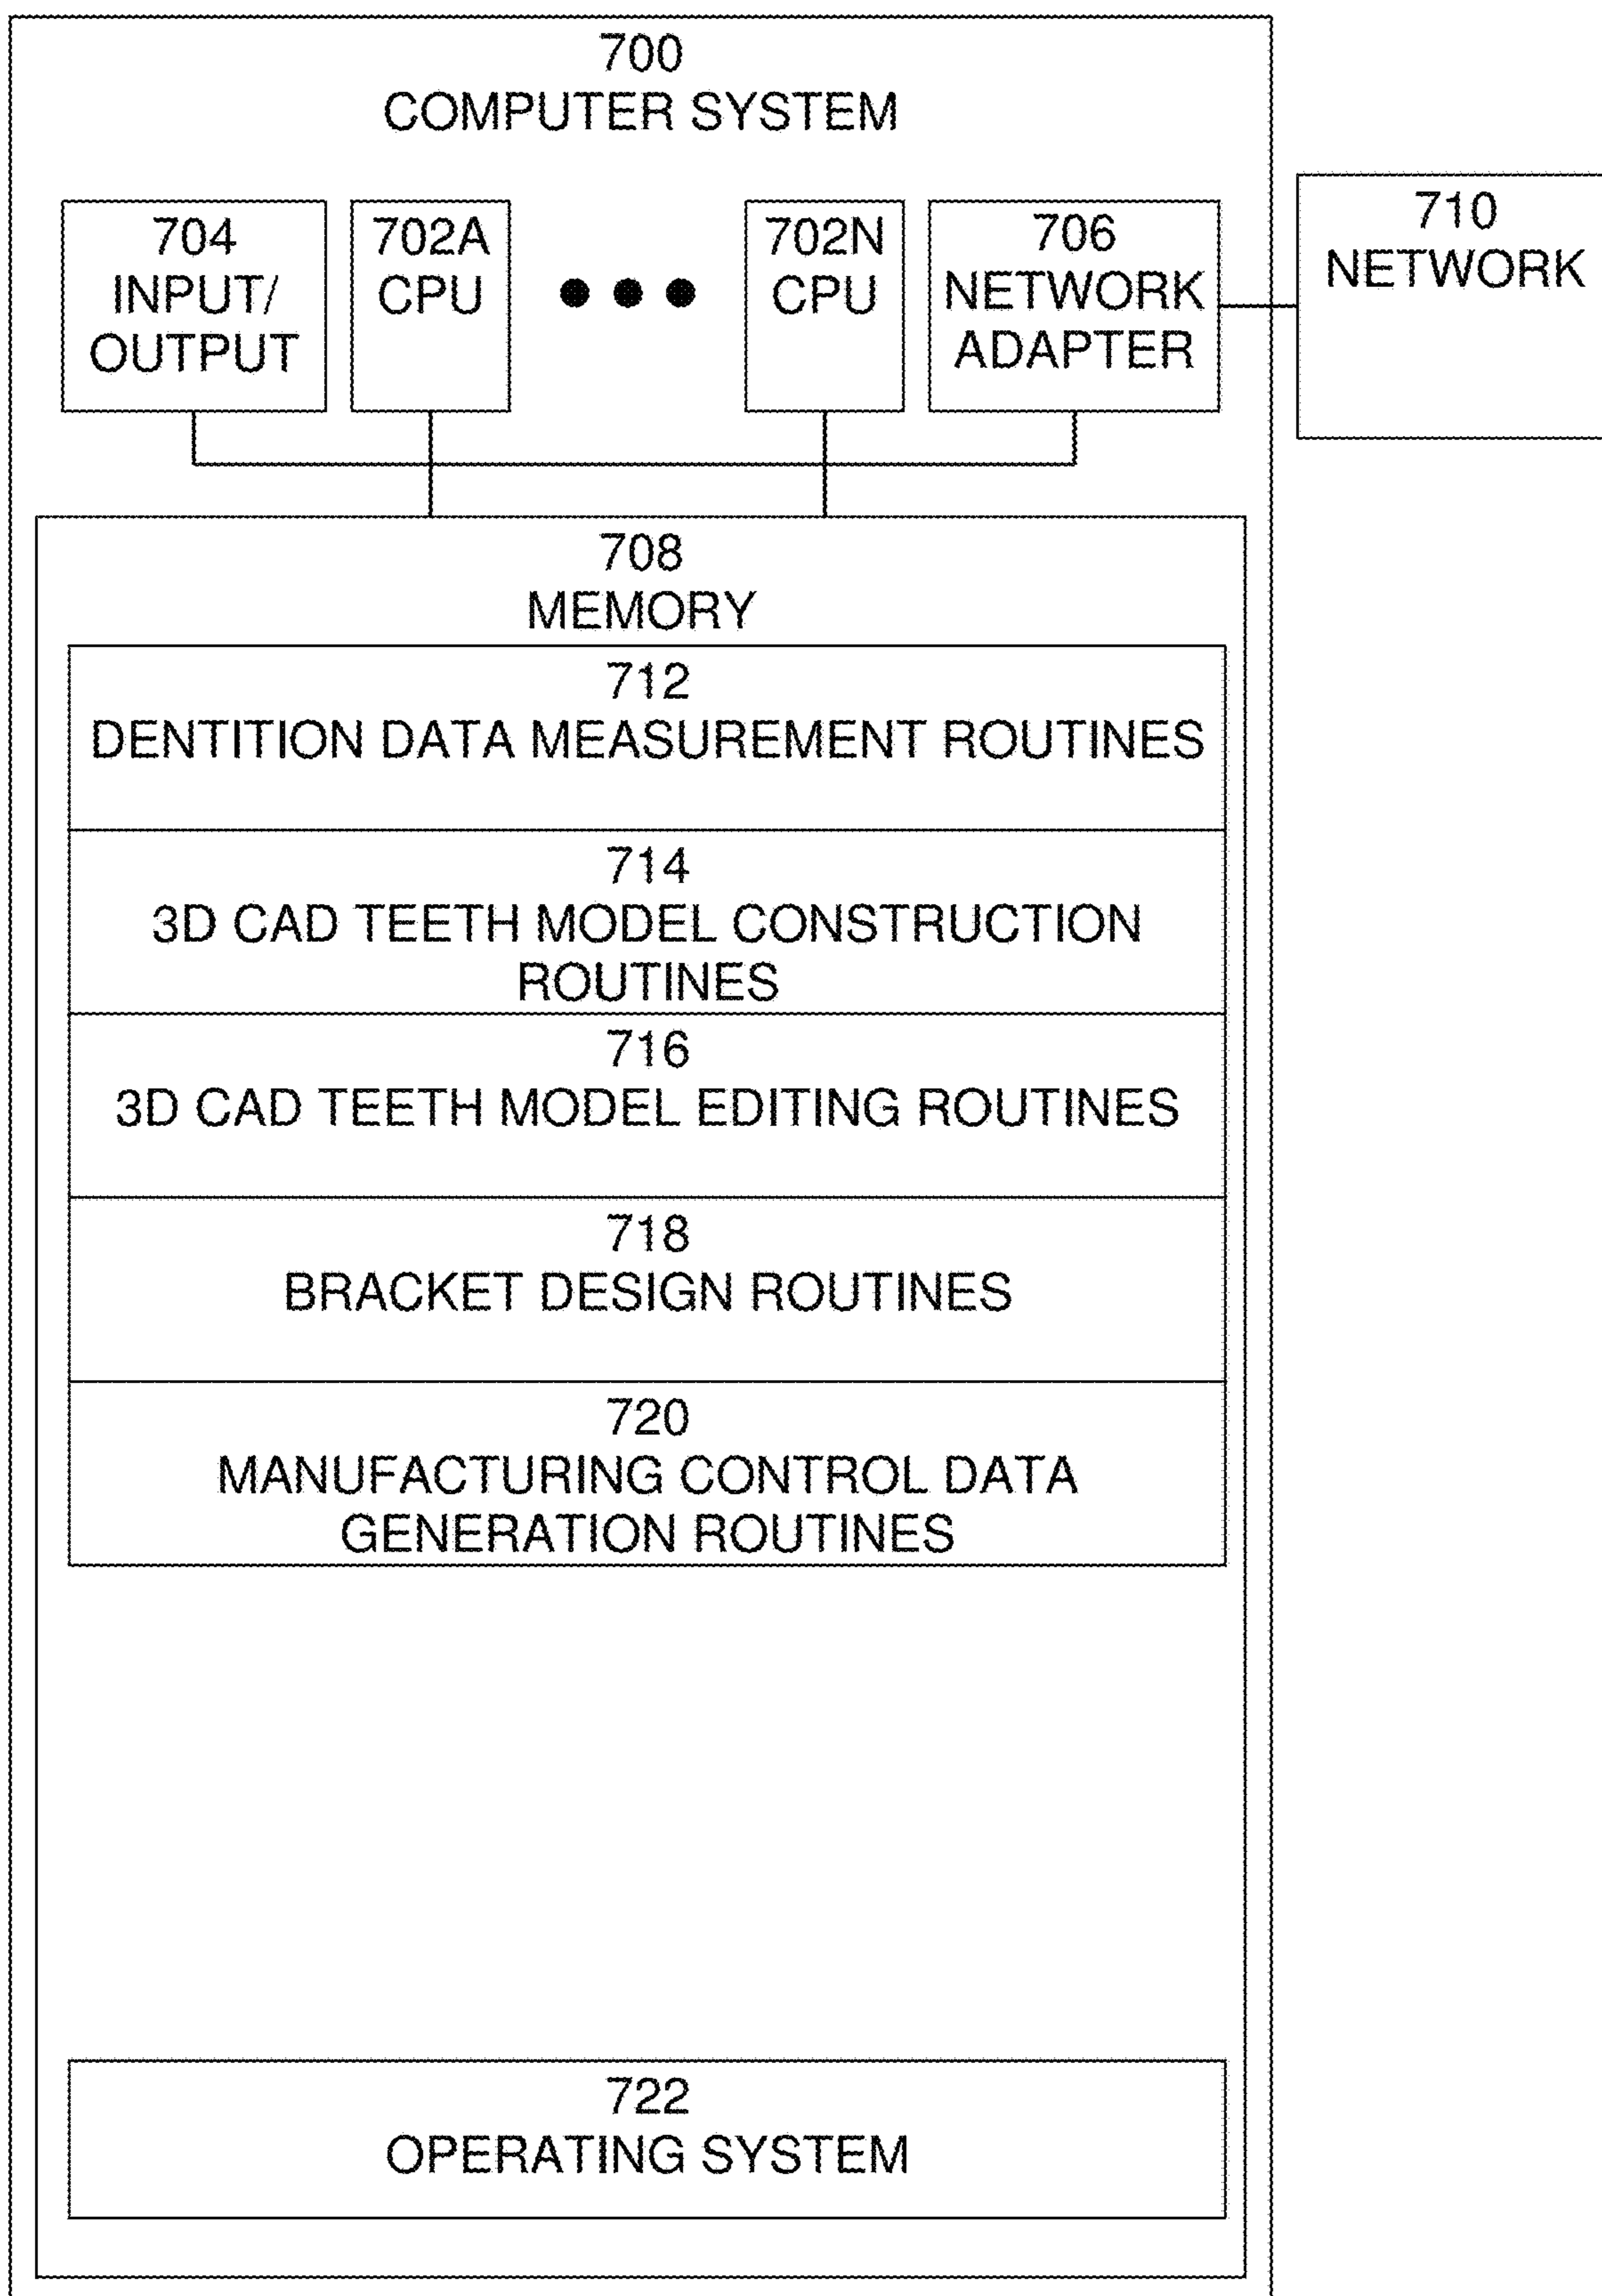 700
COMPUTER SYSTEM
704
INPUT/
OUTPUT
702A
CPU
702N
CPU
706
NETWORK
ADAPTER
710
NETWORK
708
MEMORY
712
DENTITION DATA MEASUREMENT ROUTINES
714
3D CAD TEETH MODEL CONSTRUCTION
ROUTINES
716
3D CAD TEETH MODEL EDITING ROUTINES
718
BRACKET DESIGN ROUTINES
720
MANUFACTURING CONTROL DATA
GENERATION ROUTINES
722
OPERATING SYSTEM